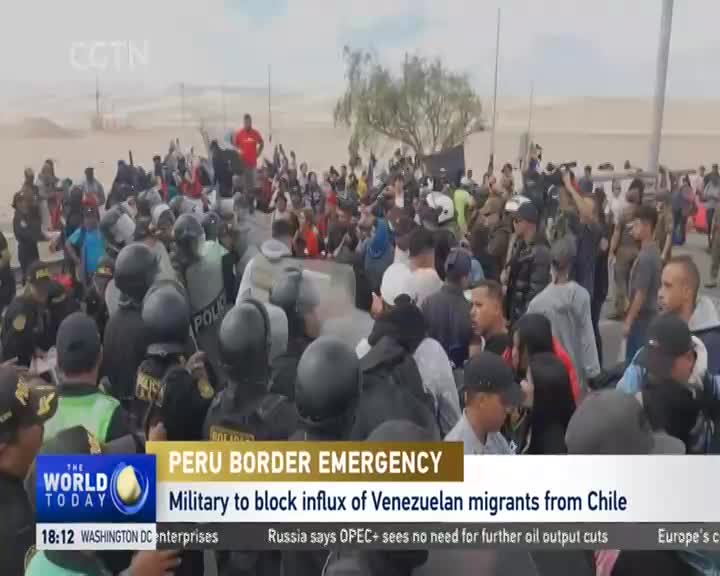 CGTN
POLI
POLICIA
PERU BORDER EMERGENCY
THE
WORLD
TODAY
Military to block influx of Venezuelan migrants from Chile
18:12 WASHINGTON DC
enterprises Russia says OPEC+ sees no need for further oil output cuts Europe's c